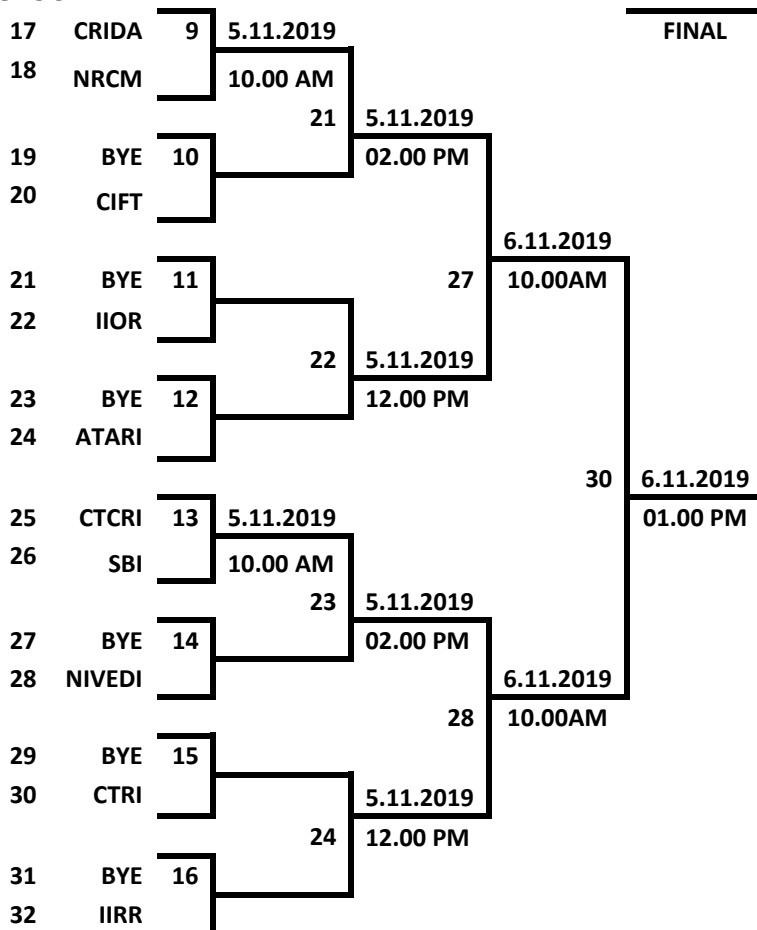 17 CRIDA 9 5.11.2019 FINAL
18 NRCM 10.00 AM
21 5.11.2019
19 BYE 10 02.00 PM
20 CIFT
6.11.2019
21 BYE 11 27 10.00AM
22 IIOR
22 5.11.2019
23 BYE 12 12.00 PM
24 ATARI
30 6.11.2019
25 CTCRI 13 5.11.2019 01.00 PM
26 SBI 10.00 AM
23 5.11.2019
27 BYE 14 02.00 PM
28 NIVEDI 6.11.2019
28 10.00AM
29 BYE 15
30 CTRI 5.11.2019
24 12.00 PM
31 BYE 16
32 IIRR